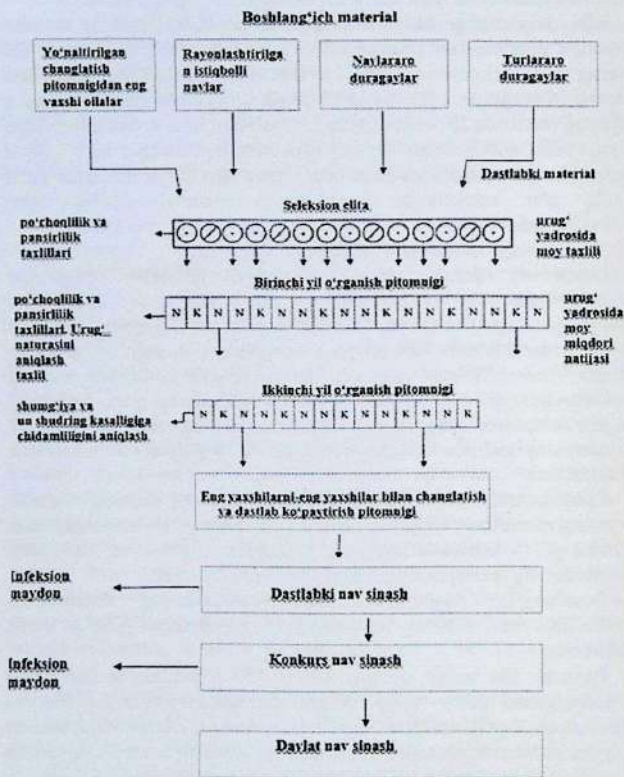 Boshlang'ich material
Yo'naltirilgan
changlatish
pitomnigidan eng
yaxshi oilalar
Rayonlashtirilga
n istiqbolli
navlar
Navlararo
duragaylar
Turlararo
duragaylar
Dastlabki material
Seleksion elita
po'choqlilik va
pansirlilik
taxlillari
urug'
yadrosida
moy taxlili
Birinchi yil o'rganish pitomnigi
po'choqlilik va
pansirlilik
taxlillari. Urug'
naturasini
aniqlash
taxlil
N K N N K N N K N N K N N K N N K N
urug'
yadrosida
moy
miqdori
natijasi
Ikkinchi yil o'rganish pitomnigi
shumg'iya va
un shudring kasalligiga
chidamliligini aniqlash
N K N N K N N K N N K N N K
Eng yaxshilarni-eng yaxshilar bilan changlatish
va dastlab ko'paytirish pitomnigi
Infeksion
maydon
Dastlabki nav sinash
Infeksion
maydon
Konkurs nav sinash
Davlat nav sinash